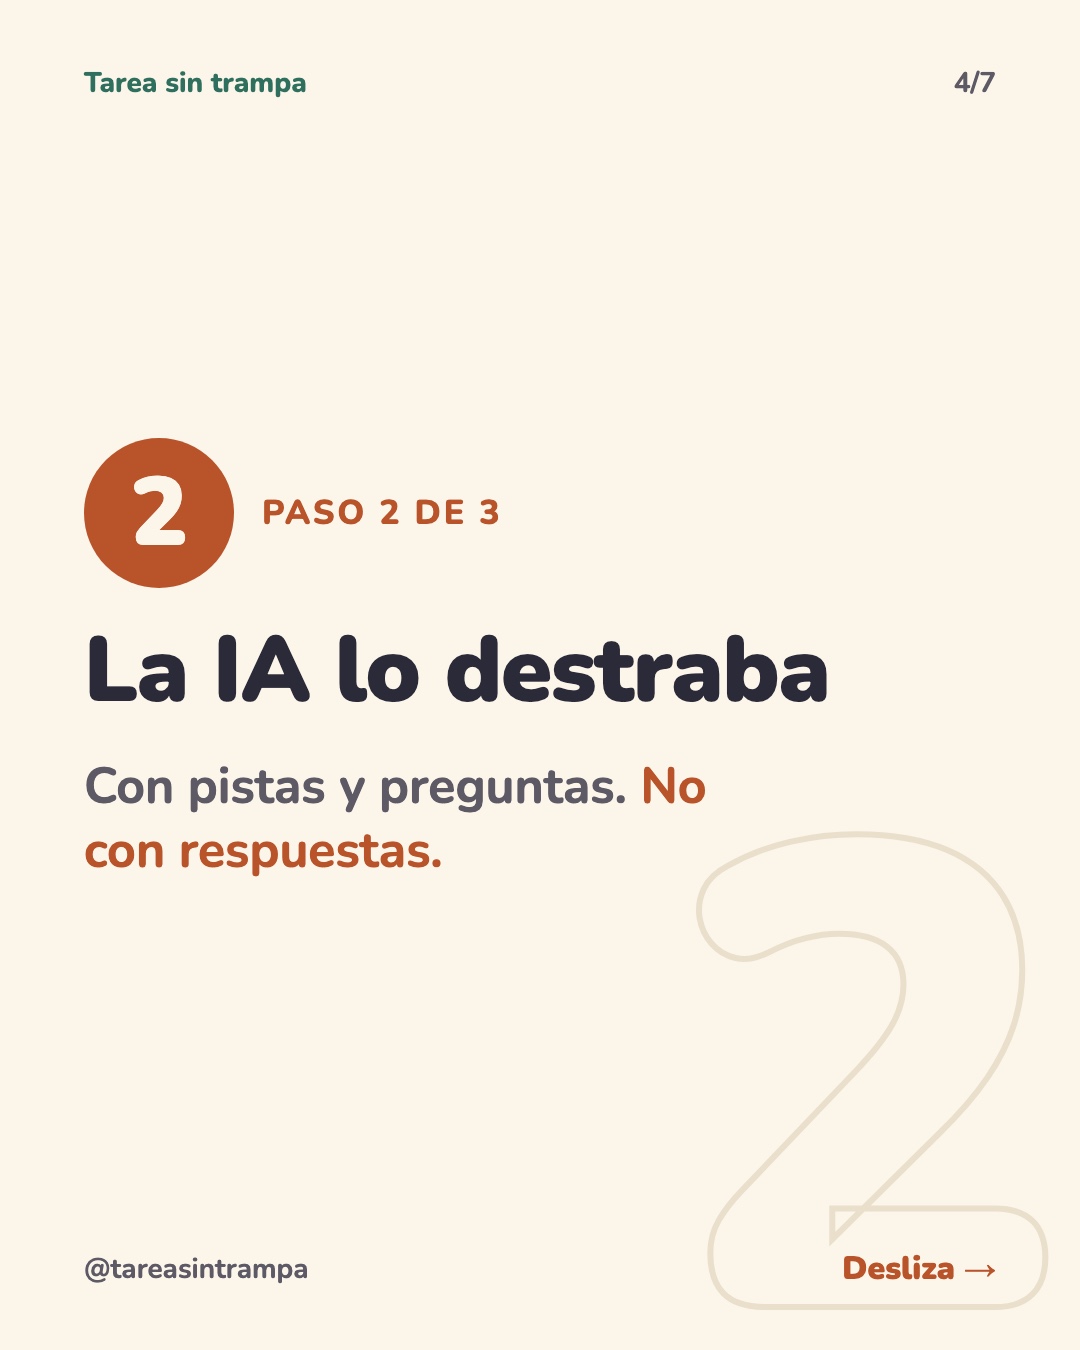 Tarea sin trampa
4/7
2
PASO 2 DE 3
La IA lo destraba
Con pistas y preguntas. No
con respuestas.
2
@tareasintrampa
Desliza →